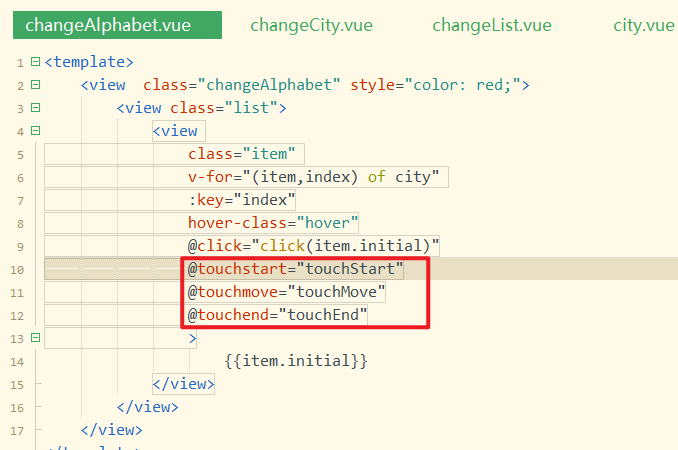 changeAlphabet.vue changeCity.vue changeList.vue city.vue
1 <template>
2 <view  class="changeAlphabet" style="color: red;">
3 <view class="list">
4 <view
5 class="item"
6 v-for="(item,index) of city"
7 :key="index"
8 hover-class="hover"
9 @click="click(item.initial)"
10 @touchstart="touchStart"
11 @touchmove="touchMove"
12 @touchend="touchEnd"
13 >
14 {{item.initial}}
15 </view>
16 </view>
17 </view>